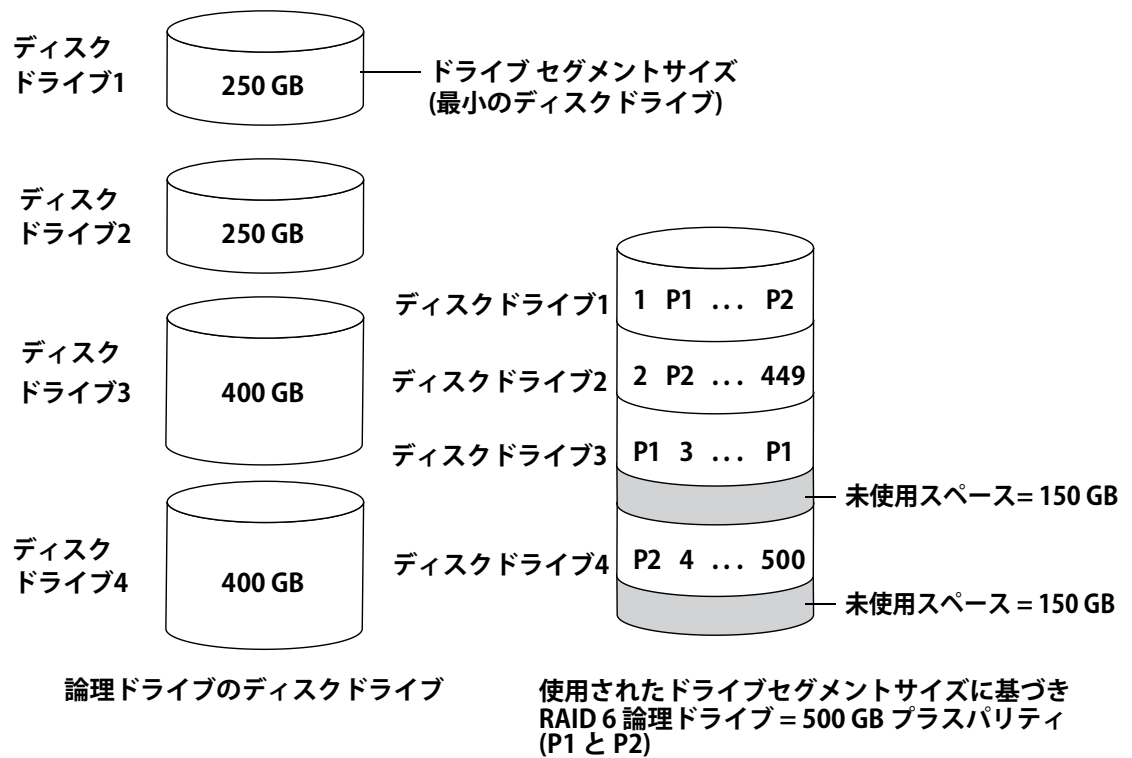 ディスク
ドライブ1
250 GB
ドライブ セグメントサイズ
(最小のディスクドライブ)
ディスク
ドライブ2
250 GB
ディスク
ドライブ3
400 GB
ディスク
ドライブ4
400 GB
論理ドライブのディスクドライブ
ディスクドライブ1
1 P1 ... P2
ディスクドライブ2
2 P2 ... 449
ディスクドライブ3
P1 3 ... P1
未使用スペース= 150 GB
ディスクドライブ4
P2 4 ... 500
未使用スペース = 150 GB
使用されたドライブセグメントサイズに基づき
RAID 6 論理ドライブ = 500 GB プラスパリティ
(P1 と P2)